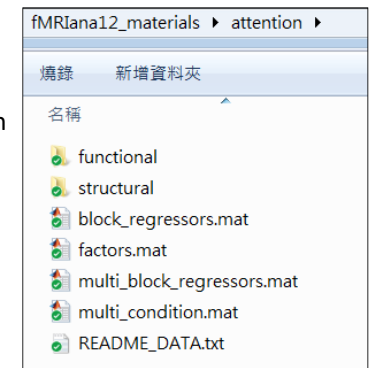 fMRIana12_materials ▸ attention ▸
燒錄 新增資料夾
名稱
functional
structural
block_regressors.mat
factors.mat
multi_block_regressors.mat
multi_condition.mat
README_DATA.txt